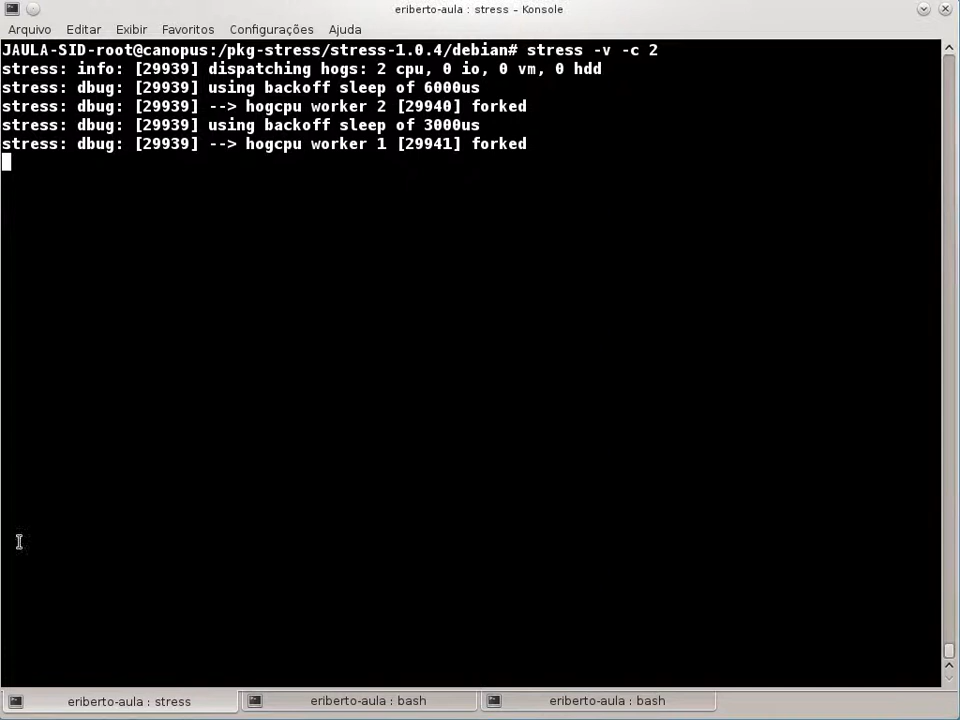 eriberto-aula : stress – Konsole
Arquivo Editar Exibir Favoritos Configurações Ajuda
JAULA-SID-root@canopus:/pkg-stress/stress-1.0.4/debian# stress -v -c 2
stress: info: [29939] dispatching hogs: 2 cpu, 0 io, 0 vm, 0 hdd
stress: dbug: [29939] using backoff sleep of 6000us
stress: dbug: [29939] --> hogcpu worker 2 [29940] forked
stress: dbug: [29939] using backoff sleep of 3000us
stress: dbug: [29939] --> hogcpu worker 1 [29941] forked
eriberto-aula : stress eriberto-aula : bash eriberto-aula : bash